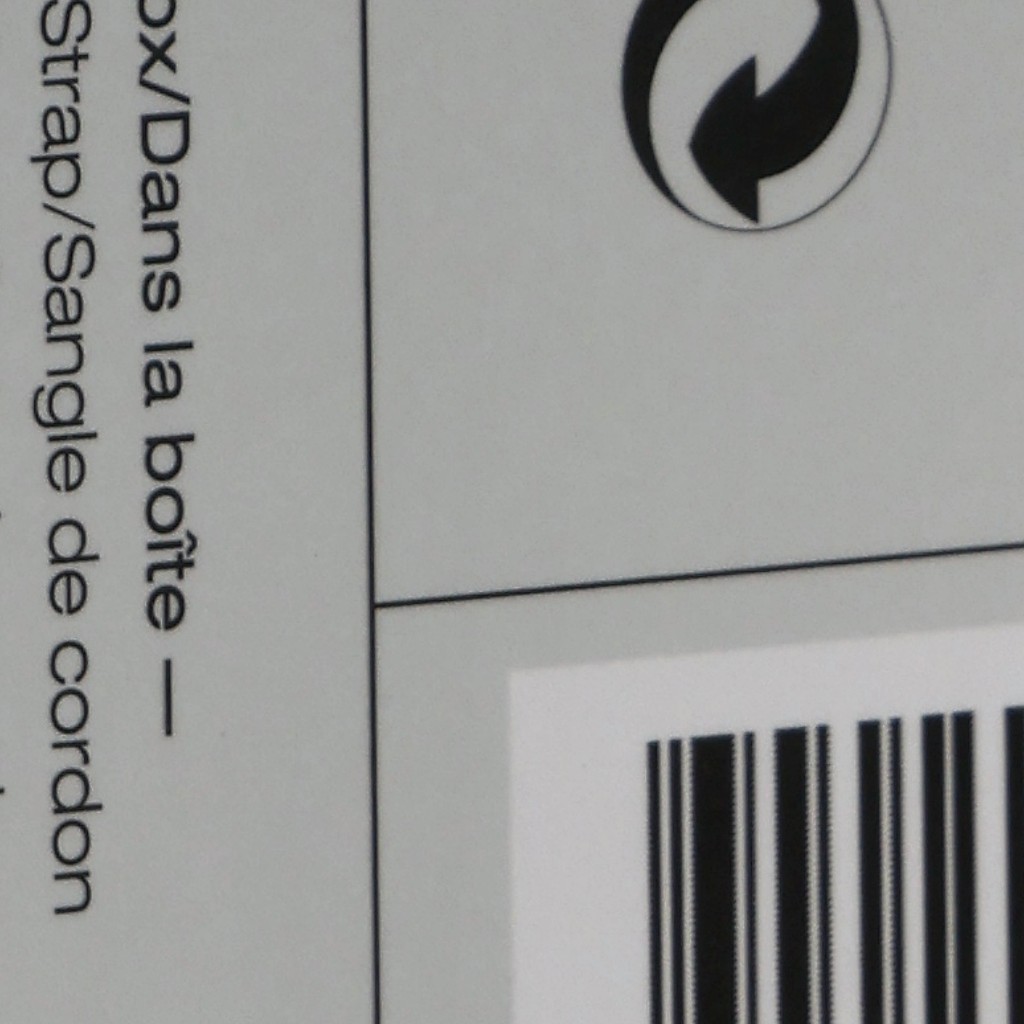 ox/Dans la boîte —
Strap/Sangle de cordon